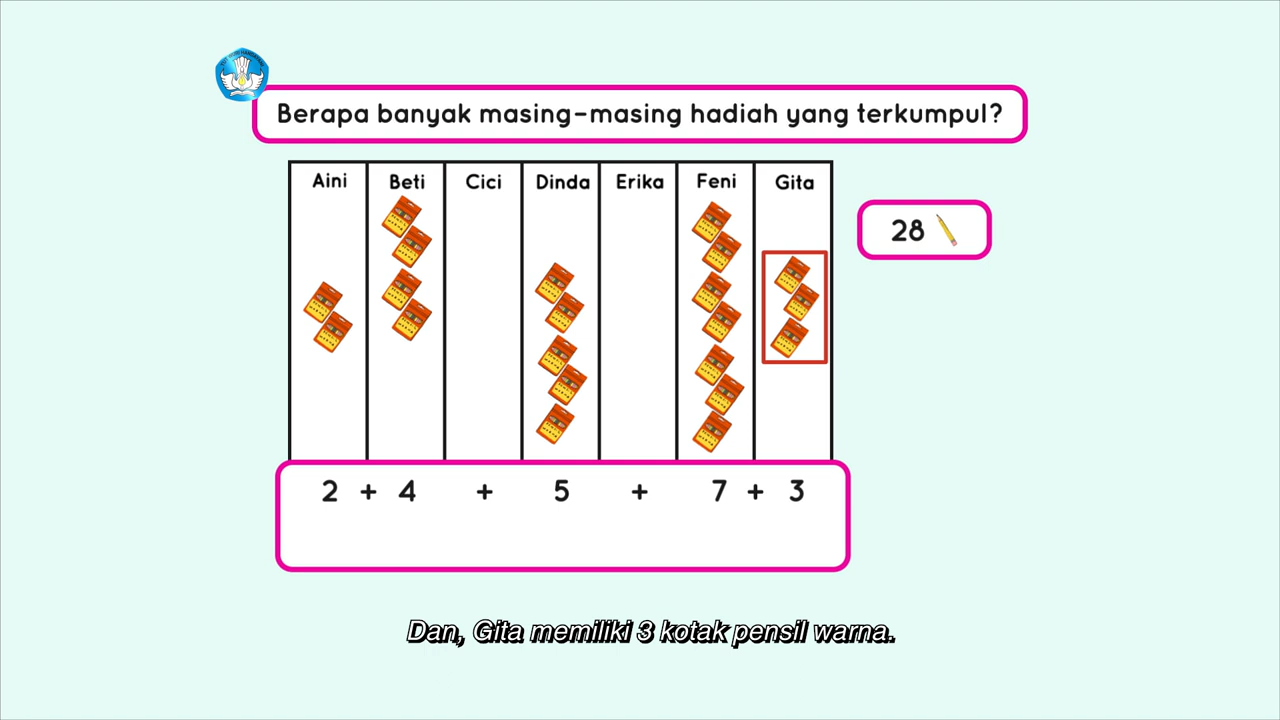 Berapa banyak masing-masing hadiah yang terkumpul?
Aini Beti Cici Dinda Erika Feni Gita
28
2 + 4 + 5 + 7 + 3
Dan, Gita memiliki 3 kotak pensil warna.